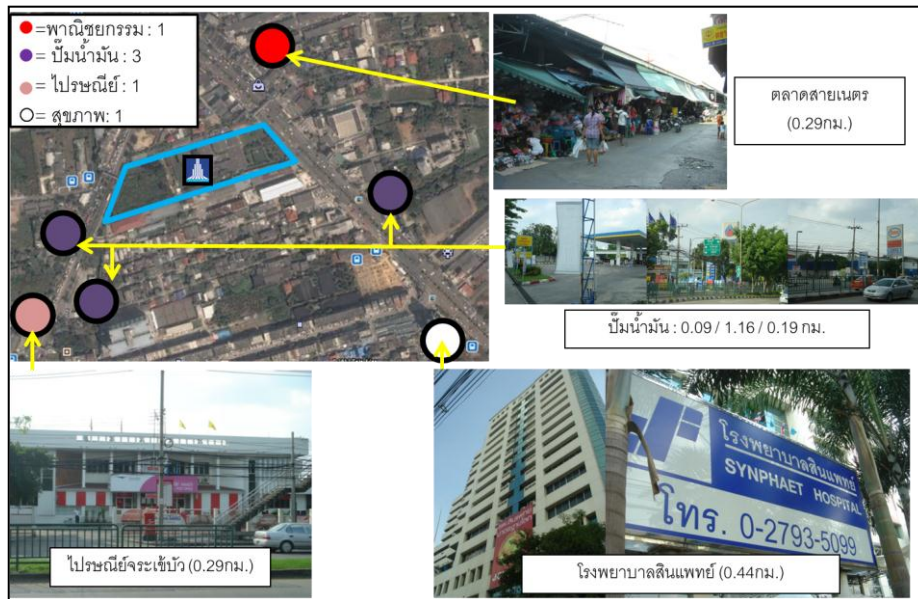 =พาณิชยกรรม : 1
= ปั๊มน้ำมัน : 3
= ไปรษณีย์ : 1
= สุขภาพ: 1
ตลาดสายเนตร
(0.29กม.)
ปั๊มน้ำมัน : 0.09 / 1.16 / 0.19 กม.
โรงพยาบาลสินแพทย์
SYNPHAET HOSPITAL
โทร. 0-2793-5099
ไปรษณีย์จระเข้บัว (0.29กม.)
โรงพยาบาลสินแพทย์ (0.44กม.)